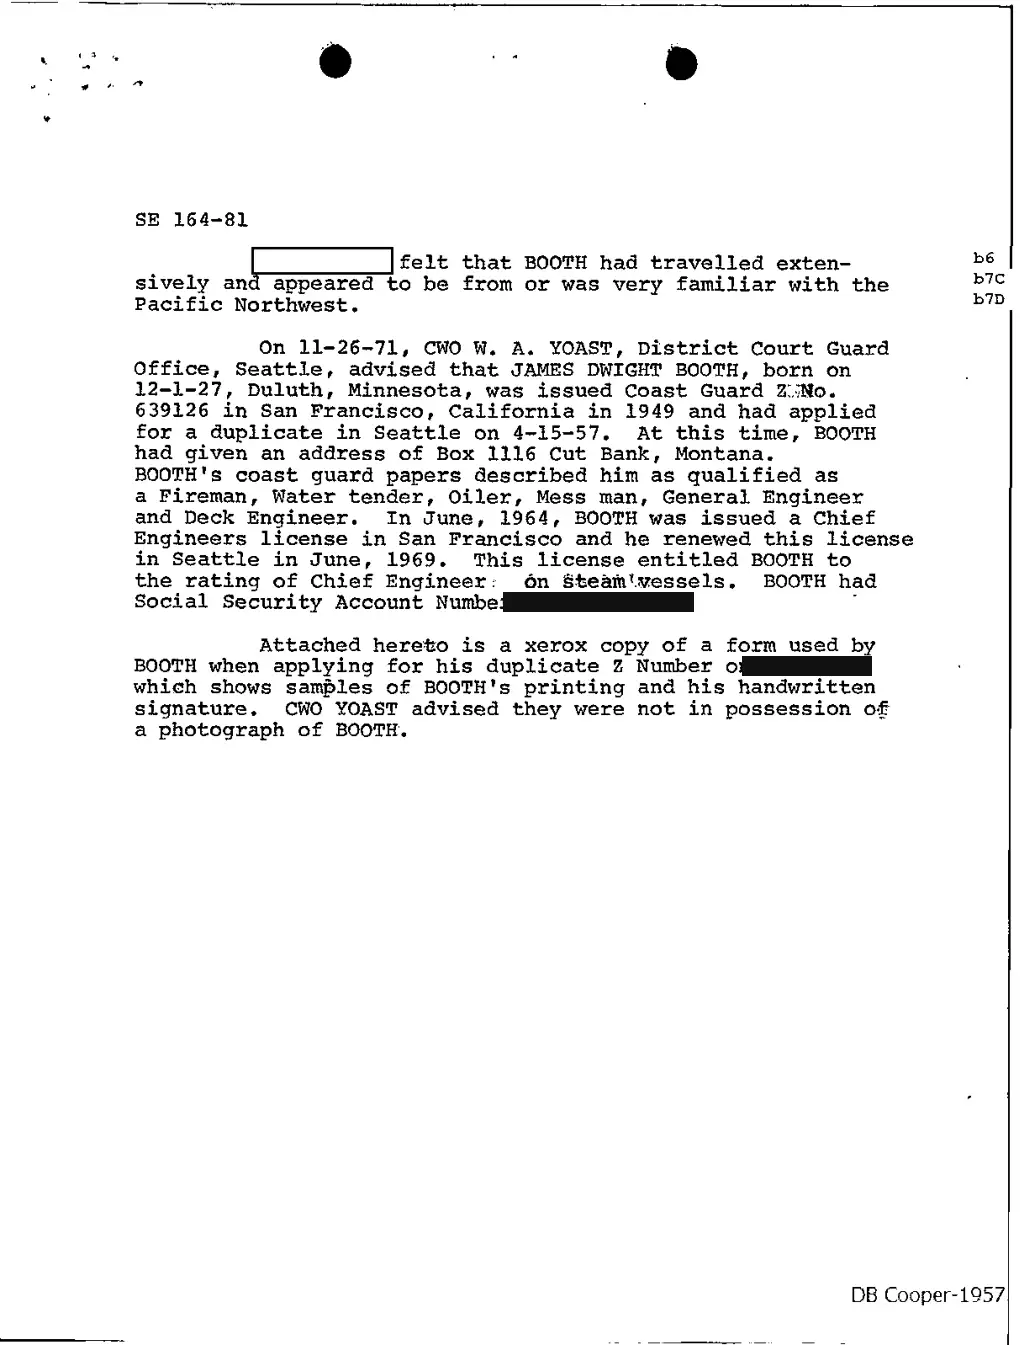 SE 164-81
felt that BOOTH had travelled exten-
b6
sively and appeared to be from or was very familiar with the
b7C
Pacific Northwest.
b7D
On 11-26-71, CWO W. A. YOAST, District Court Guard
Office, Seattle, advised that JAMES DWIGHT BOOTH, born on
12-1-27, Duluth, Minnesota, was issued Coast Guard Z No.
639126 in San Francisco, California in 1949 and had applied
for a duplicate in Seattle on 4-15-57. At this time, BOOTH
had given an address of Box 1116 Cut Bank, Montana.
BOOTH's coast guard papers described him as qualified as
a Fireman, Water tender, Oiler, Mess man, General Engineer
and Deck Engineer. In June, 1964, BOOTH was issued a Chief
Engineers license in San Francisco and he renewed this license
in Seattle in June, 1969. This license entitled BOOTH to
the rating of Chief Engineer on steam vessels. BOOTH had
Social Security Account
Attached hereto is a xerox copy of a form used by
BOOTH when applying for his duplicate Z Number
which shows samples of BOOTH's printing and his handwritten
signature. CWO YOAST advised they were not in possession of
a photograph of BOOTH.
DB Cooper-1957